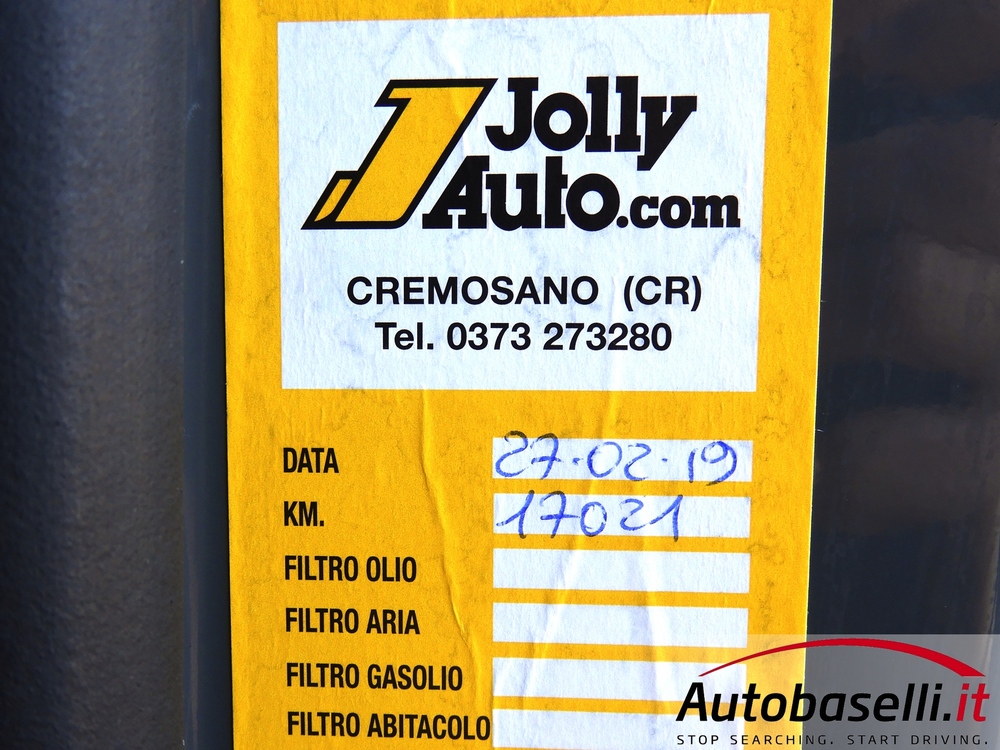 Jolly
Auto.com
CREMOSANO (CR)
Tel. 0373 273280
DATA 27.02.19
KM. 17021
FILTRO OLIO
FILTRO ARIA
FILTRO GASOLIO
FILTRO ABITACOLO
Autobaselli.it
STOP SEARCHING. START DRIVING.